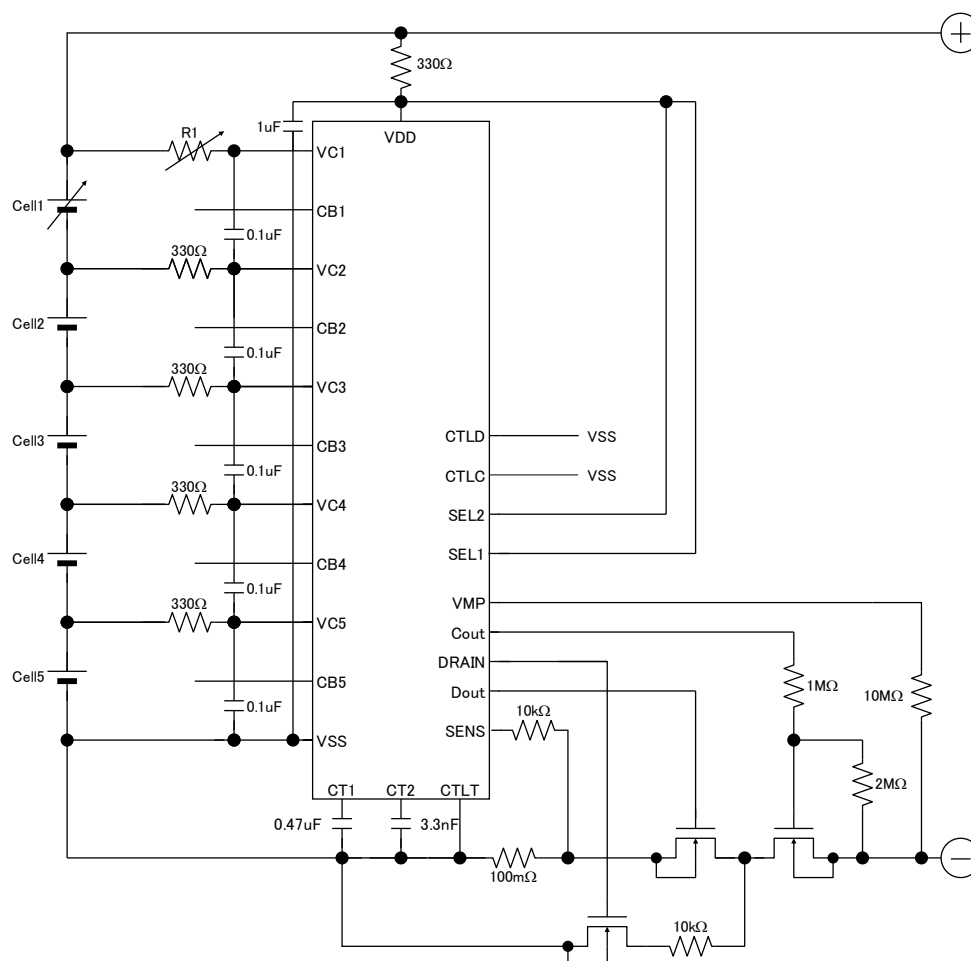 330Ω
1uF
VDD
R1
VC1
Cell1
CB1
0.1uF
330Ω
VC2
Cell2
CB2
0.1uF
330Ω
VC3
Cell3
CB3
CTLD
VSS
0.1uF
CTLC
VSS
330Ω
VC4
SEL2
Cell4
CB4
SEL1
0.1uF
330Ω
VC5
VMP
Cout
DRAIN
Cell5
CB5
1MΩ
10MΩ
Dout
0.1uF
10kΩ
SENS
VSS
2MΩ
CT1
CT2
CTLT
0.47uF
3.3nF
100mΩ
10kΩ